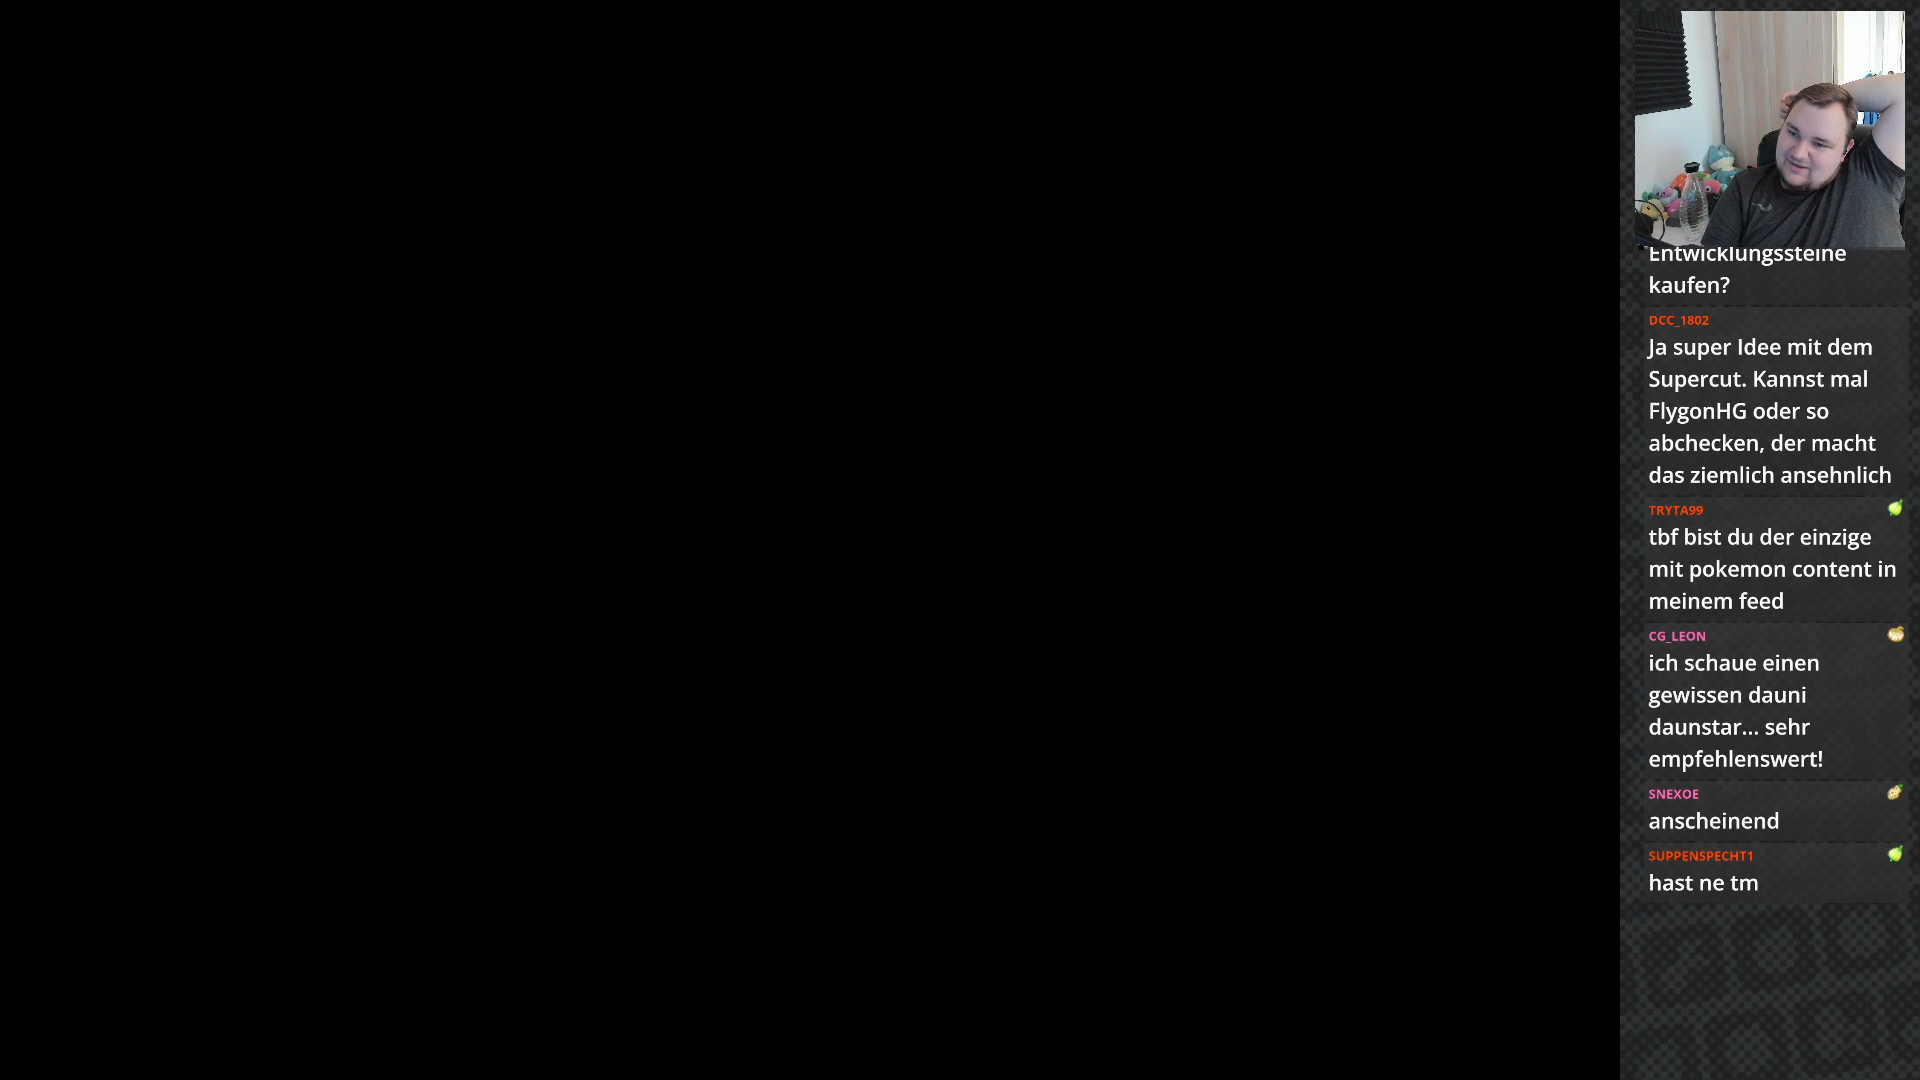 Entwicklungssteine
kaufen?
DCC_1802
Ja super Idee mit dem
Supercut. Kannst mal
FlygonHG oder so
abchecken, der macht
das ziemlich ansehnlich
TRYTA99
tbf bist du der einzige
mit pokemon content in
meinem feed
CG_LEON
ich schaue einen
gewissen dauni
daunstar... sehr
empfehlenswert!
SNEXOE
anscheinend
SUPPENSPECHT1
hast ne tm